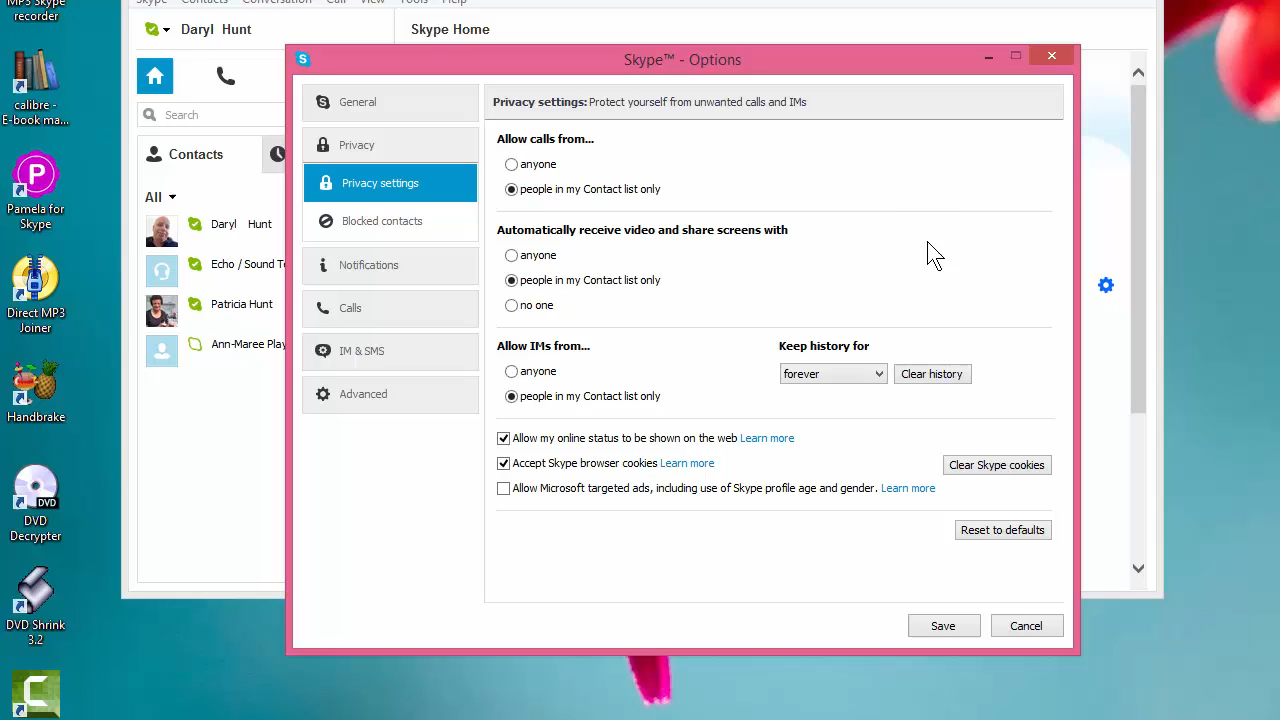 MP3 Skype
recorder
calibre -
E-book ma...
Pamela for
Skype
Direct MP3
Joiner
Handbrake
DVD
DVD
Decrypter
DVD Shrink
3.2
Skype Contacts Conversation Call View Tools Help
Daryl Hunt
Skype Home
Search
Contacts
All
Daryl Hunt
Echo / Sound Te
Patricia Hunt
Ann-Maree Play
Skype™ - Options
General
Privacy
Privacy settings
Blocked contacts
Notifications
Calls
IM & SMS
Advanced
Privacy settings: Protect yourself from unwanted calls and IMs
Allow calls from...
anyone
people in my Contact list only
Automatically receive video and share screens with
anyone
people in my Contact list only
no one
Allow IMs from...
anyone
people in my Contact list only
Keep history for
forever
Clear history
Allow my online status to be shown on the web Learn more
Accept Skype browser cookies Learn more
Clear Skype cookies
Allow Microsoft targeted ads, including use of Skype profile age and gender. Learn more
Reset to defaults
Save
Cancel